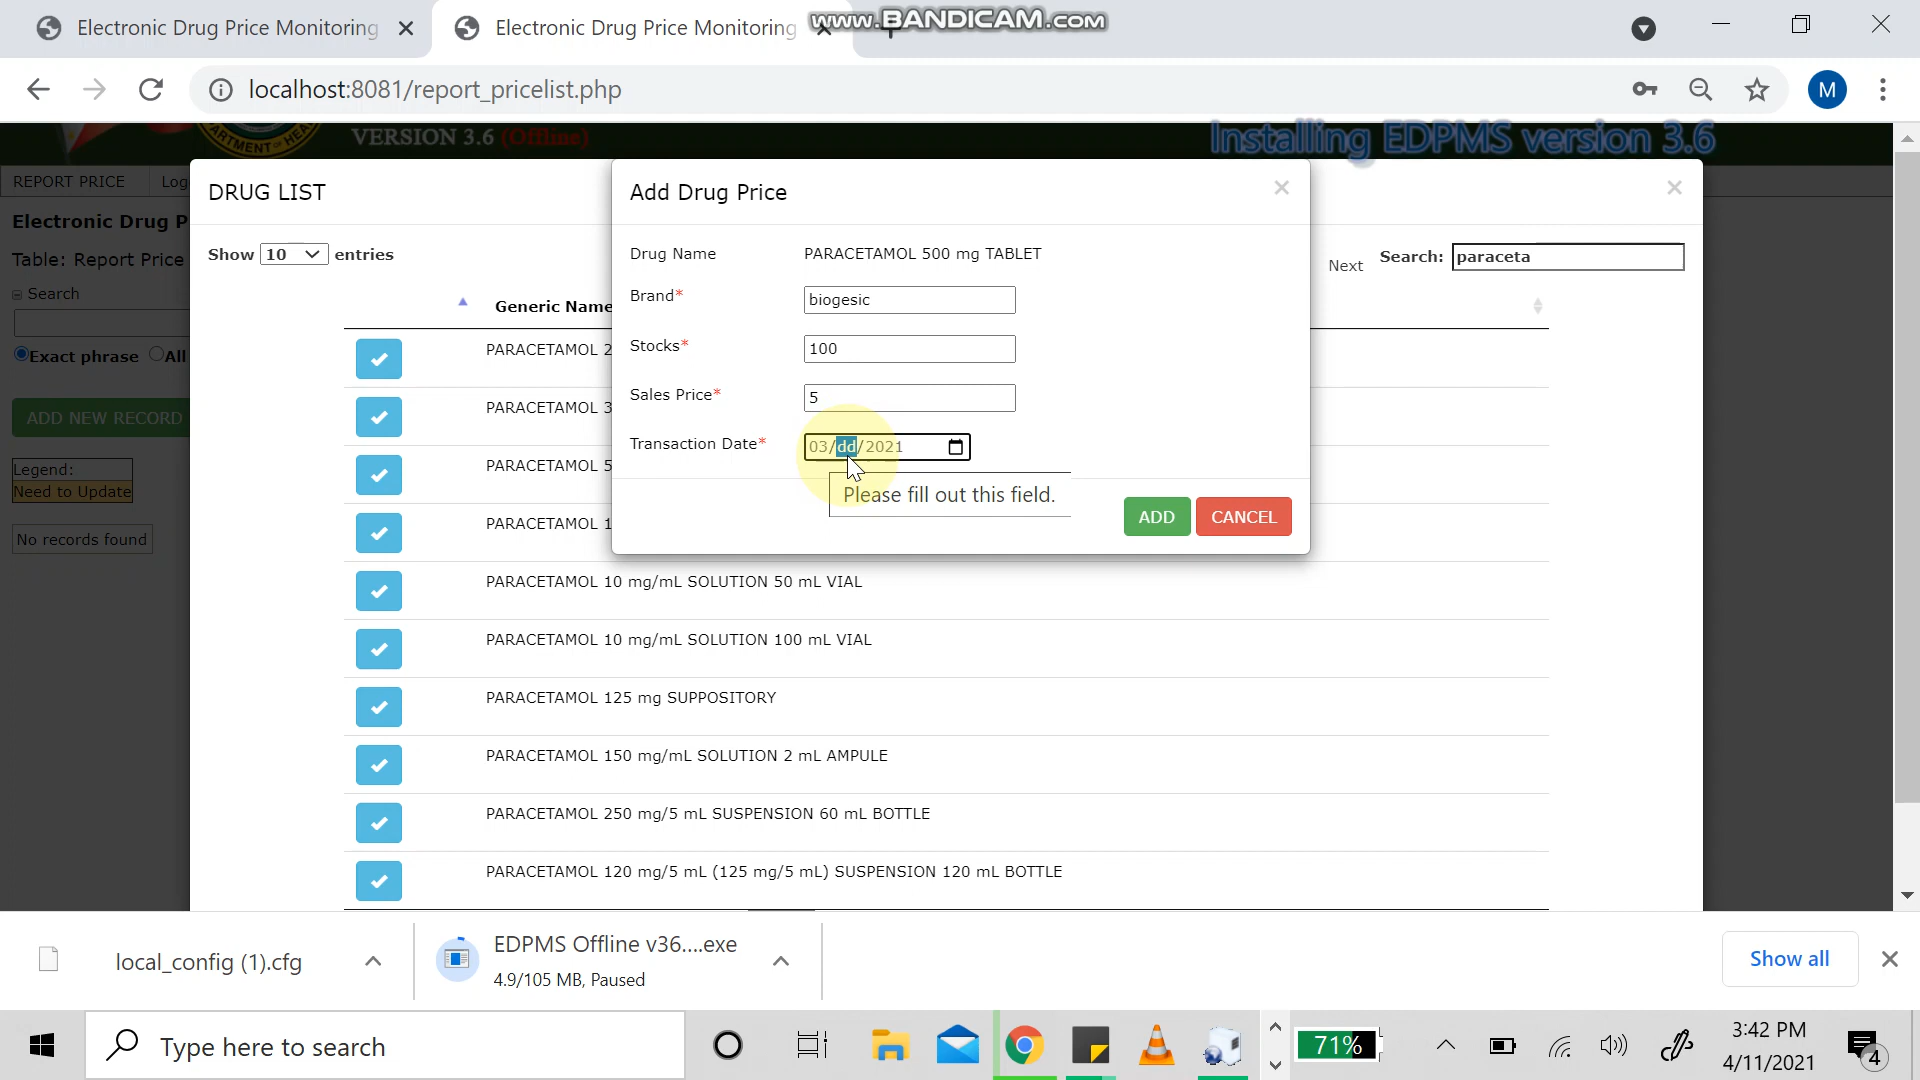 Electronic Drug Price Monitoring
Electronic Drug Price Monitoring
www.BANDICAM.com
localhost:8081/report_pricelist.php
M
VERSION 3.6 (Offline)
Installing EDPMS version 3.6
REPORT PRICE
Log
Electronic Drug P
Table: Report Price
Search
Exact phrase
All
ADD NEW RECORD
Legend:
Need to Update
No records found
DRUG LIST
Show 10 entries
Next
Search: paraceta
Generic Name
PARACETAMOL 2
PARACETAMOL 3
PARACETAMOL 5
PARACETAMOL 1
PARACETAMOL 10 mg/mL SOLUTION 50 mL VIAL
PARACETAMOL 10 mg/mL SOLUTION 100 mL VIAL
PARACETAMOL 125 mg SUPPOSITORY
PARACETAMOL 150 mg/mL SOLUTION 2 mL AMPULE
PARACETAMOL 250 mg/5 mL SUSPENSION 60 mL BOTTLE
PARACETAMOL 120 mg/5 mL (125 mg/5 mL) SUSPENSION 120 mL BOTTLE
Add Drug Price
Drug Name PARACETAMOL 500 mg TABLET
Brand* biogesic
Stocks* 100
Sales Price* 5
Transaction Date* 03/dd/2021
Please fill out this field.
ADD
CANCEL
local_config (1).cfg
EDPMS Offline v36....exe
4.9/105 MB, Paused
Show all
Type here to search
71%
3:42 PM
4/11/2021
4